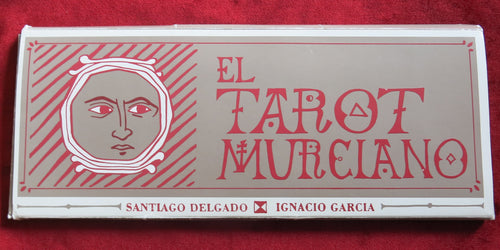 EL
TAROT
MURCIANO
SANTIAGO DELGADO IGNACIO GARCIA